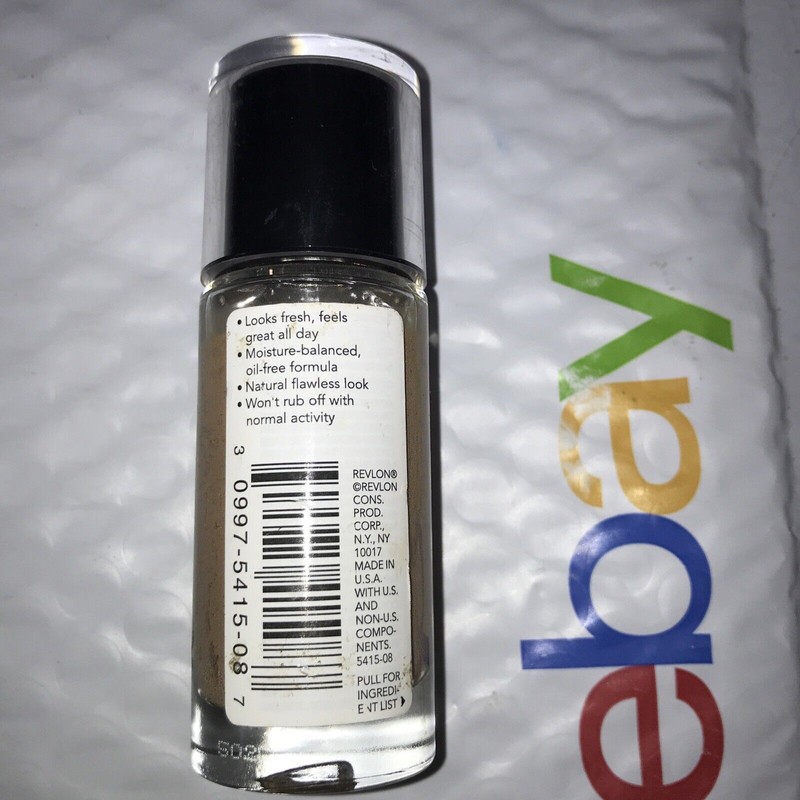 • Looks fresh, feels
great all day
• Moisture-balanced,
oil-free formula
• Natural flawless look
• Won't rub off with
normal activity
3 0997-5415-08 7
REVLON®
©REVLON
CONS.
PROD.
CORP.,
N.Y., NY
10017
MADE IN
U.S.A.
WITH U.S.
AND
NON-U.S.
COMPO-
NENTS.
5415-08
PULL FOR
INGREDI-
ENT LIST
ebay